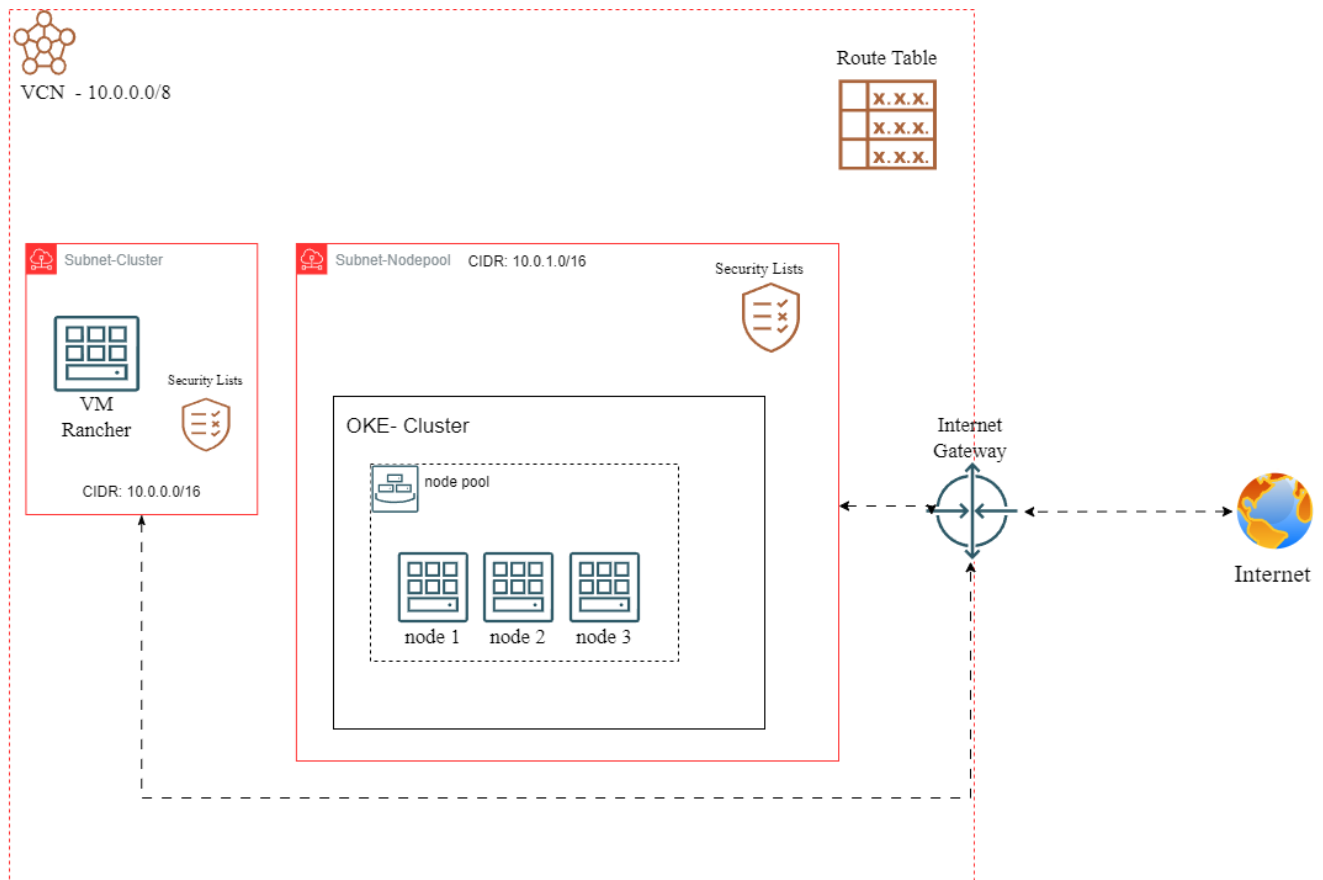 VCN - 10.0.0.0/8
Route Table
x.x.x.
x.x.x.
x.x.x.
Subnet-Cluster
VM
Rancher
Security Lists
CIDR: 10.0.0.0/16
Subnet-Nodepool CIDR: 10.0.1.0/16
Security Lists
OKE- Cluster
node pool
node 1 node 2 node 3
Internet
Gateway
Internet